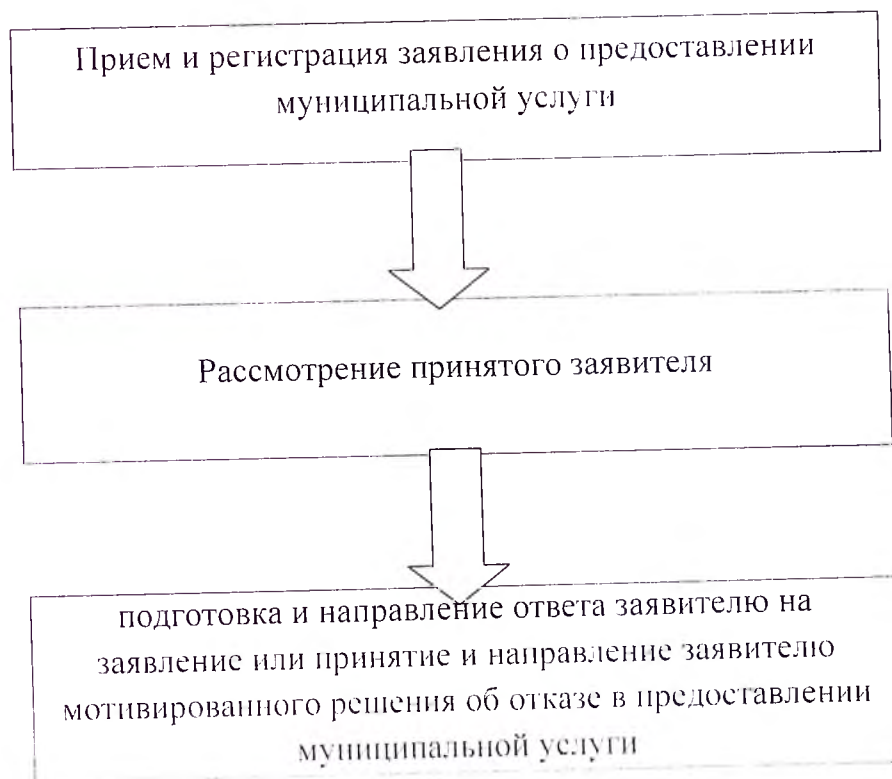 Прием и регистрация заявления о предоставлении
муниципальной услуги
Рассмотрение принятого заявителя
подготовка и направление ответа заявителю на
заявление или принятие и направление заявителю
мотивированного решения об отказе в предоставлении
муниципальной услуги